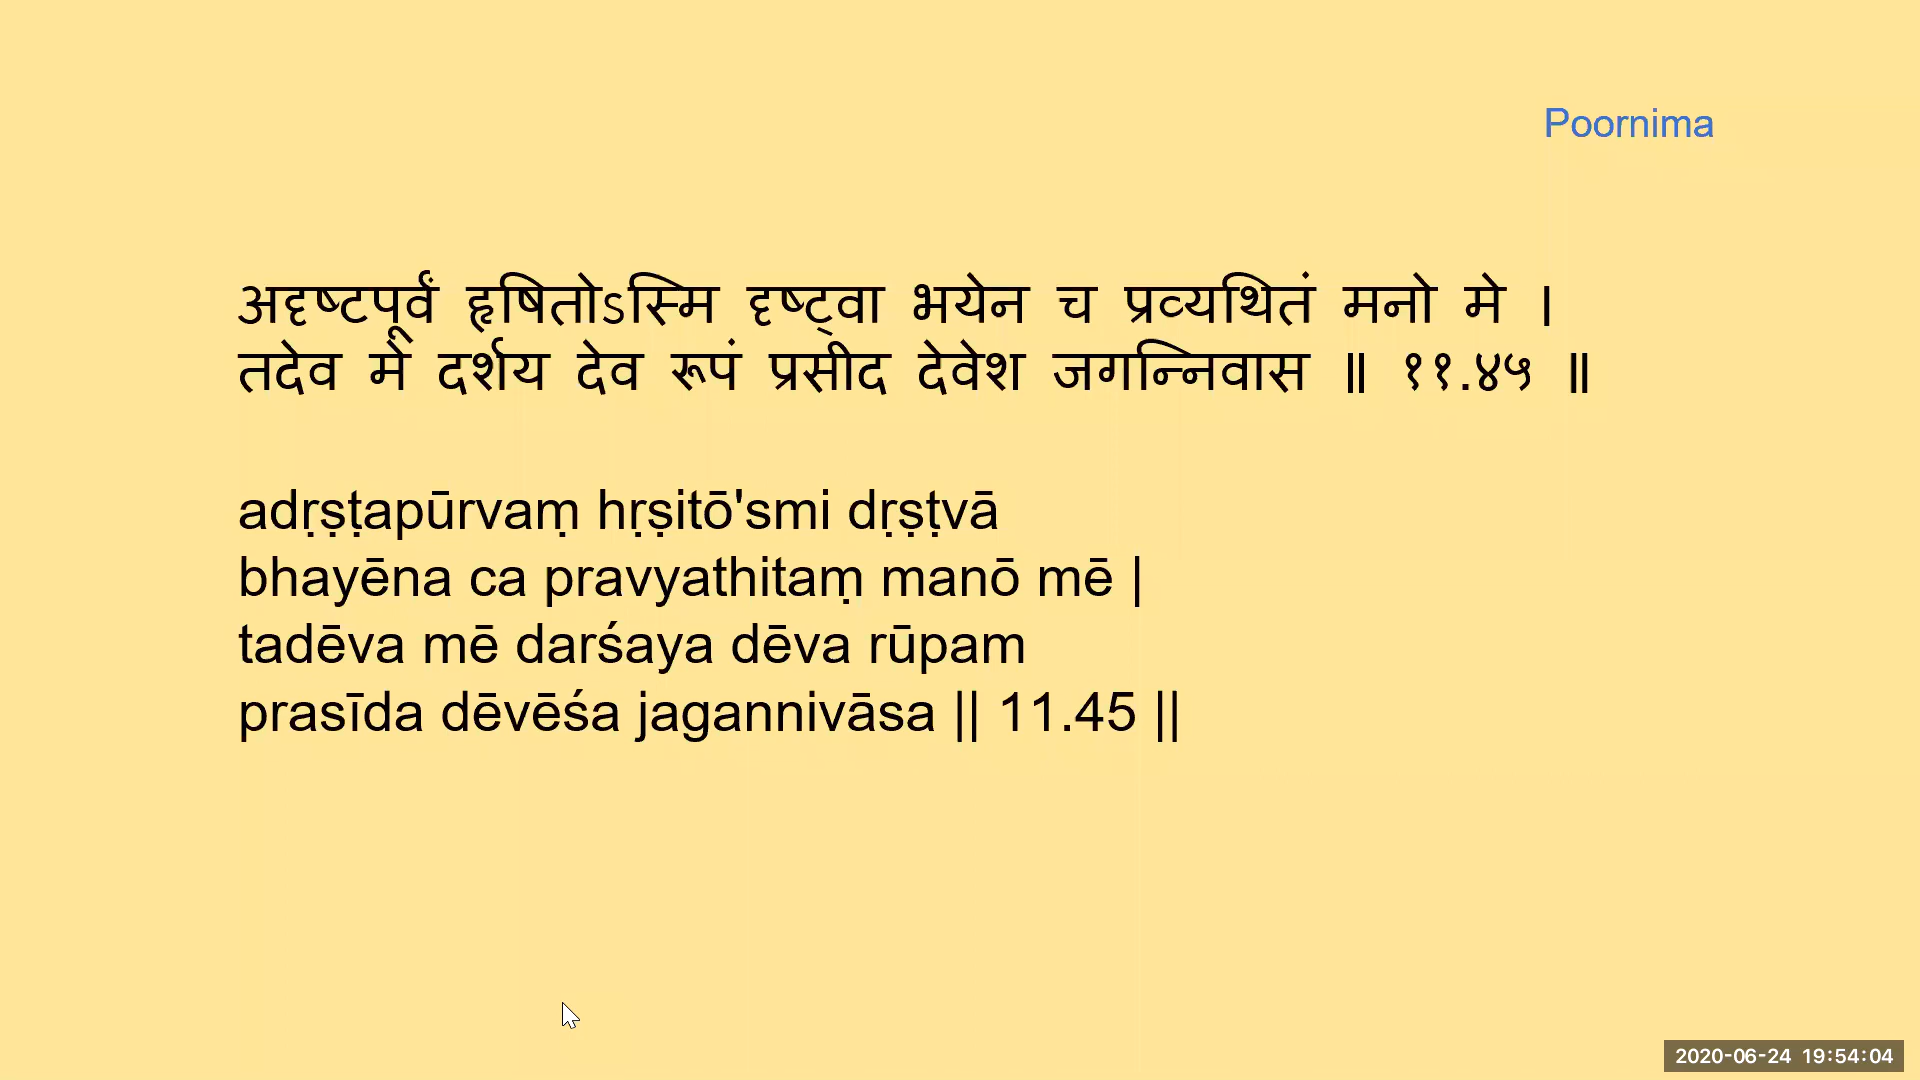 Poornima
अदृष्टपूर्वं हृषितोऽस्मि दृष्ट्वा भयेन च प्रव्यथितं मनो मे ।
तदेव मे दर्शय देव रूपं प्रसीद देवेश जगन्निवास ॥ ११.४५ ॥
adṛṣṭapūrvaṃ hṛṣitō'smi dṛṣṭvā
bhayēna ca pravyathitaṃ manō mē |
tadēva mē darśaya dēva rūpam
prasīda dēvēśa jagannivāsa || 11.45 ||
2020-06-24 19:54:04